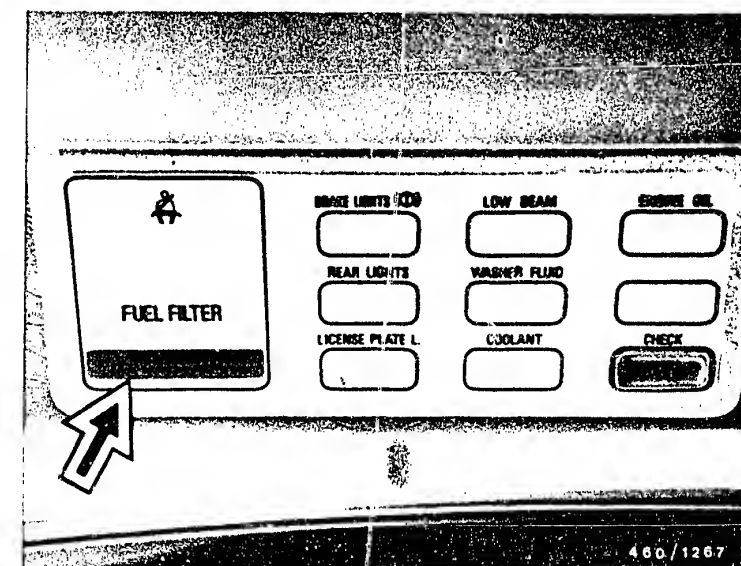 BRAKE LIGHTS
LOW BEAM
ENGINE OIL
REAR LIGHTS
WASHER FLUID
FUEL FILTER
LICENSE PLATE L.
COOLANT
CHECK
460/1267